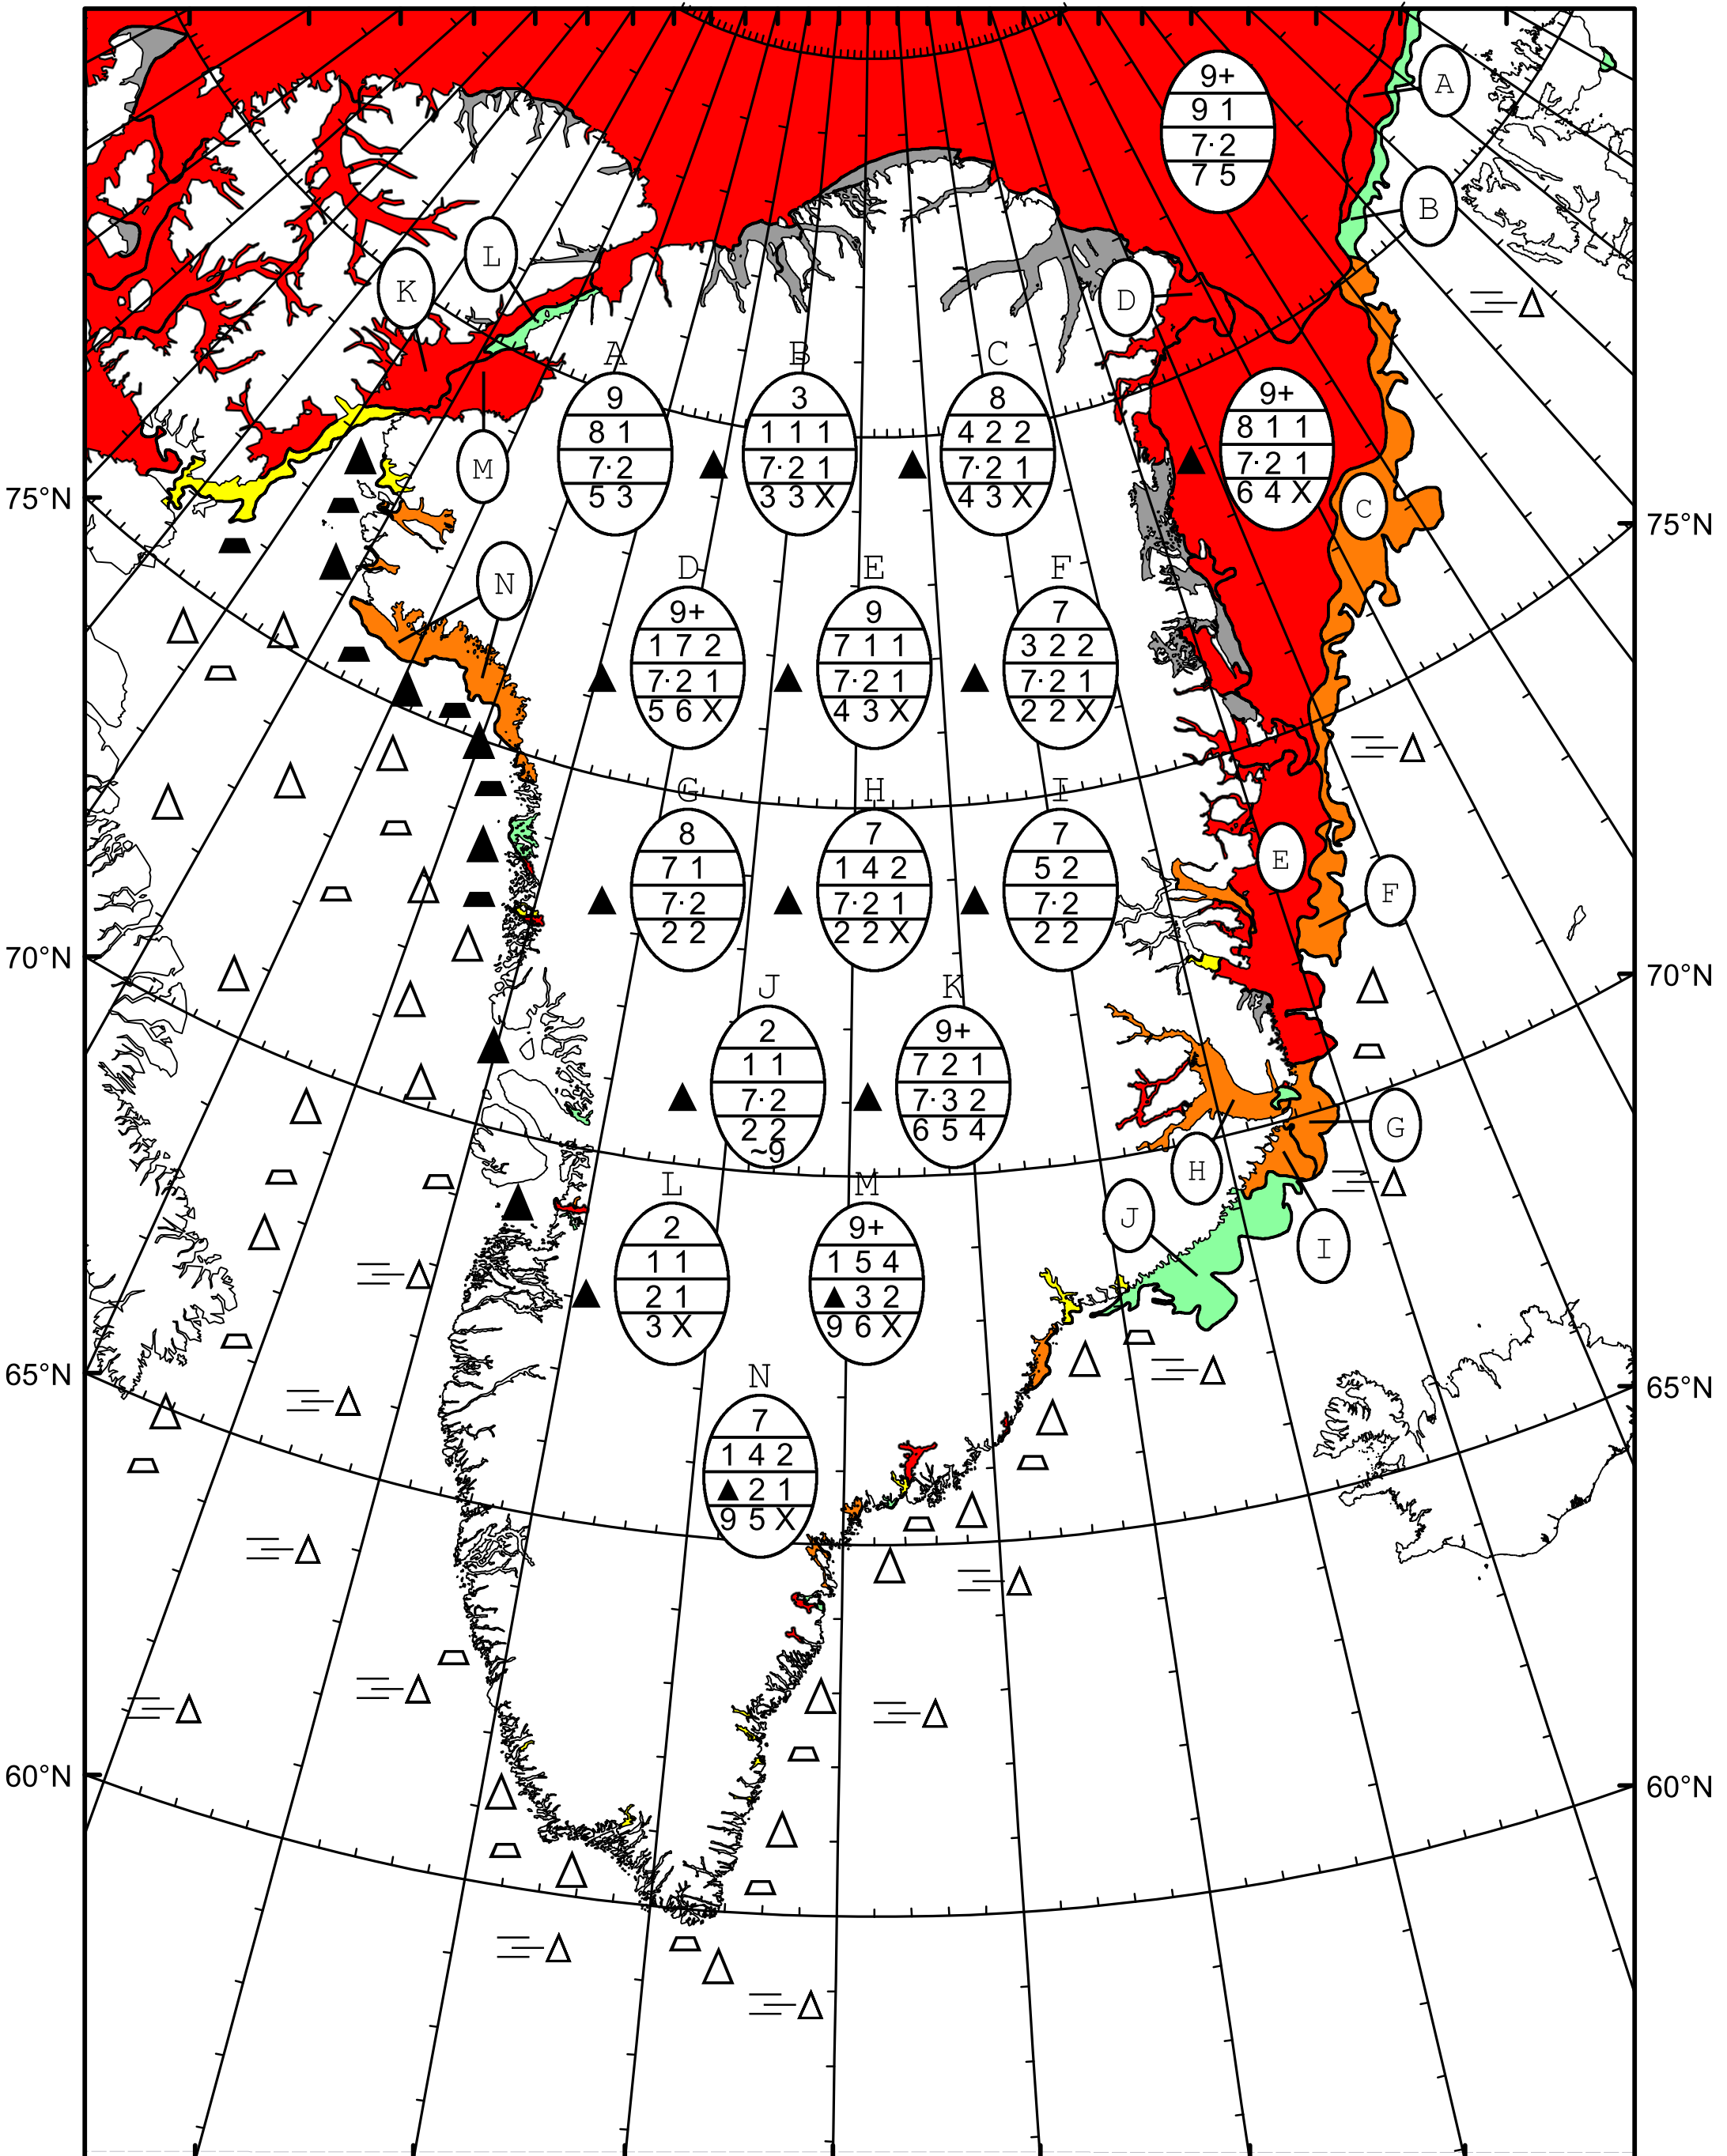 9+
9 1
7· 2
7 5
A
B
L
K
D
A
9
8 1
7· 2
5 3
B
3
1 1 1
7· 2 1
3 3 X
C
8
4 2 2
7· 2 1
4 3 X
9+
8 1 1
7· 2 1
6 4 X
M
C
75°N
75°N
D
9+
1 7 2
7· 2 1
5 6 X
E
9
7 1 1
7· 2 1
4 3 X
F
7
3 2 2
7· 2 1
2 2 X
N
G
8
7 1
7· 2
2 2
H
7
1 4 2
7· 2 1
2 2 X
I
7
5 2
7· 2
2 2
E
F
70°N
70°N
J
2
1 1
7· 2
2 2
~9
K
9+
7 2 1
7· 3 2
6 5 4
G
H
J
I
L
2
1 1
2 1
3 X
M
9+
1 5 4
▲ 3 2
9 6 X
65°N
65°N
N
7
1 4 2
▲ 2 1
9 5 X
60°N
60°N